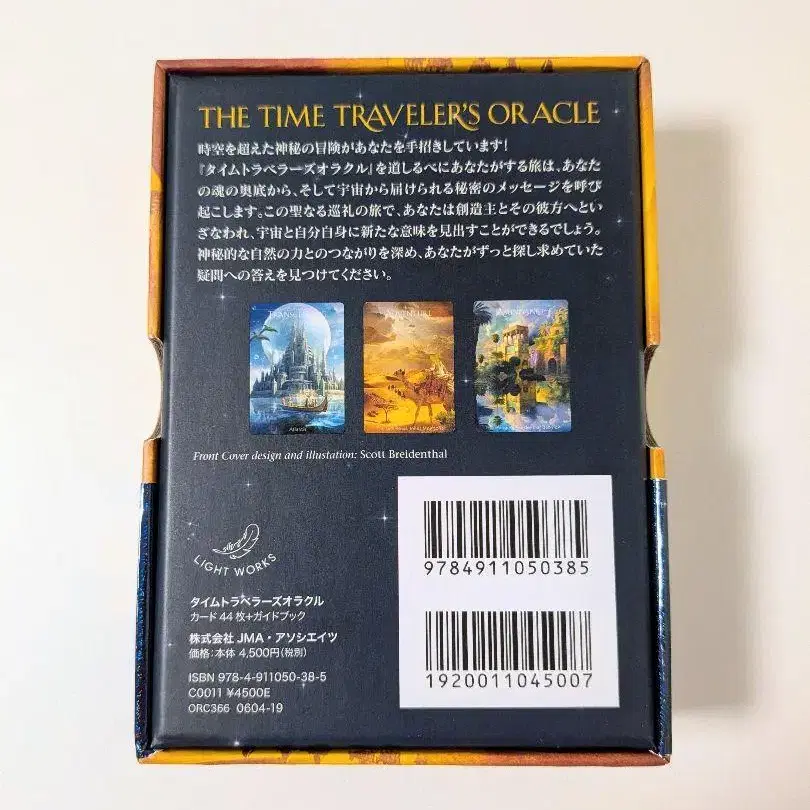 THE TIME TRAVELER'S ORACLE
時空を超えた神秘の冒険があなたを手招きしています!
『タイムトラベラーズオラクル』を道しるべにあなたがする旅は、あなた
の魂の奥底から、そして宇宙から届けられる秘密のメッセージを呼び
起こします。この聖なる巡礼の旅で、あなたは創造主とその彼方へとい
ざなわれ、宇宙と自分自身に新たな意味を見出すことができるでしょう。
神秘的な自然の力とのつながりを深め、あなたがずっと探し求めていた
疑問への答えを見つけてください。
ADVENTURE
Atlantis
Front Cover design and illustation: Scott Breidenthal
LIGHT WORKS
タイムトラベラーズオラクル
カード44枚+ガイドブック
株式会社 JMA・アソシエイツ
価格:本体 4,500円(税別)
ISBN 978-4-911050-38-5
C0011 ¥4500E
ORC366 0604-19
9784911050385
1920011045007